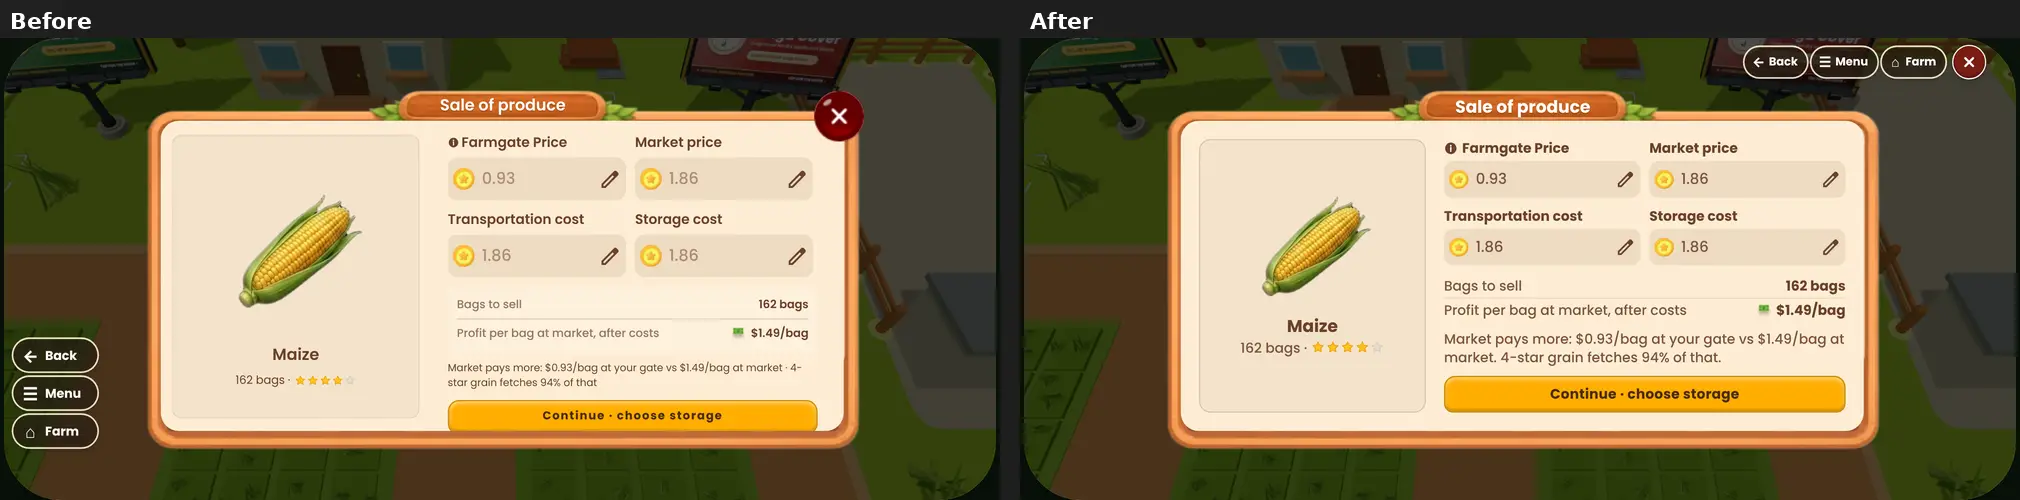 Before
Sale of produce
Farmgate Price
Market price
0.93
1.86
Transportation cost
Storage cost
1.86
1.86
Bags to sell
162 bags
Profit per bag at market, after costs
$1.49/bag
Maize
162 bags ·
Market pays more: $0.93/bag at your gate vs $1.49/bag at market · 4-
star grain fetches 94% of that
Continue · choose storage
Back
Menu
Farm
After
Back
Menu
Farm
Sale of produce
Farmgate Price
Market price
0.93
1.86
Transportation cost
Storage cost
1.86
1.86
Bags to sell
162 bags
Profit per bag at market, after costs
$1.49/bag
Maize
162 bags ·
Market pays more: $0.93/bag at your gate vs $1.49/bag at
market. 4-star grain fetches 94% of that.
Continue · choose storage